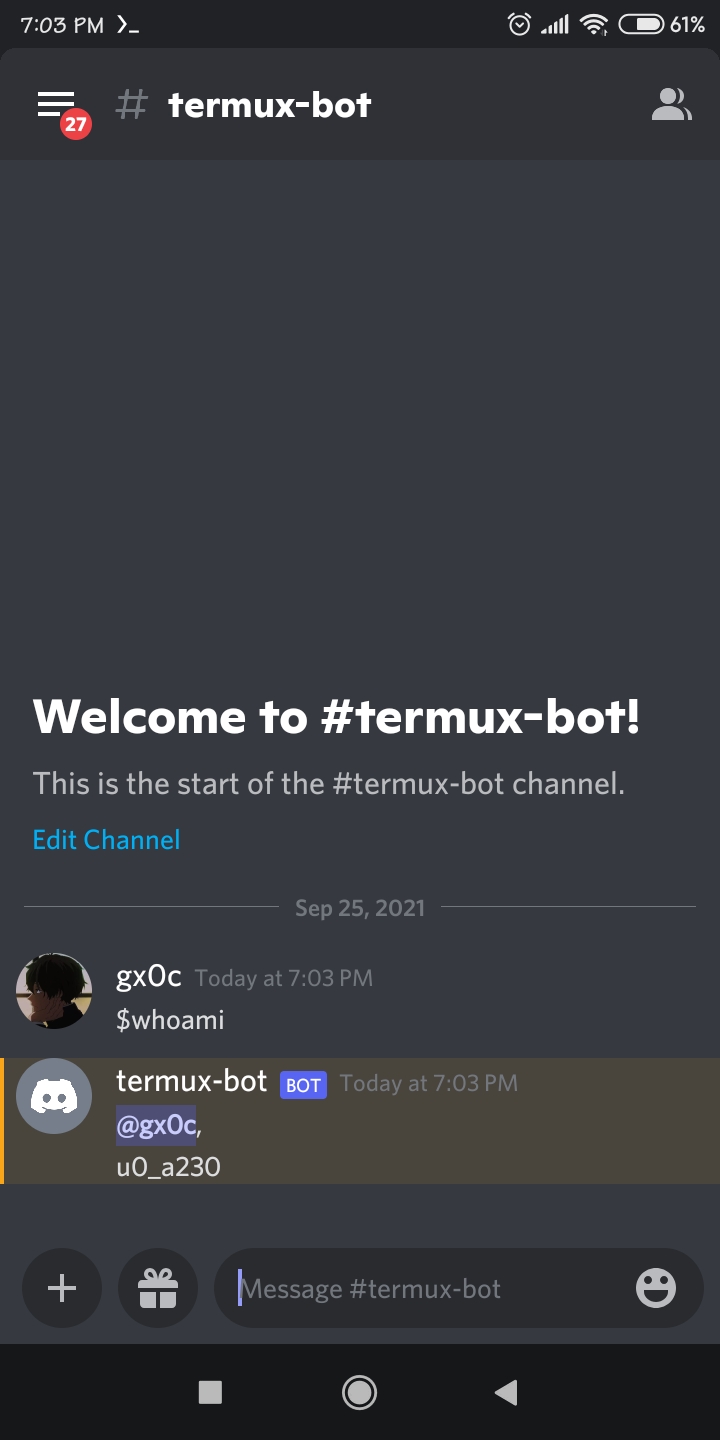 7:03 PM 61%
27 # termux-bot
Welcome to #termux-bot!
This is the start of the #termux-bot channel.
Edit Channel
Sep 25, 2021
gx0c Today at 7:03 PM
$whoami
termux-bot BOT Today at 7:03 PM
@gx0c,
u0_a230
Message #termux-bot